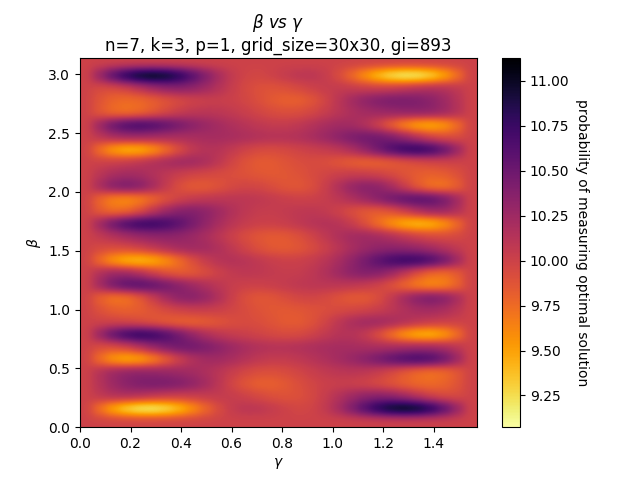 β vs γ
n=7, k=3, p=1, grid_size=30x30, gi=893
3.0
2.5
2.0
1.5
1.0
0.5
0.0
β
0.0 0.2 0.4 0.6 0.8 1.0 1.2 1.4
γ
11.00
10.75
10.50
10.25
10.00
9.75
9.50
9.25
probability of measuring optimal solution